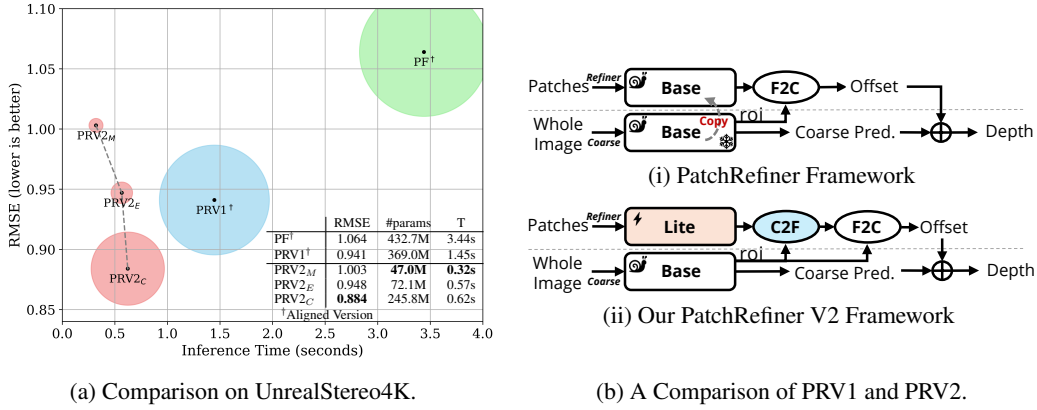 1.10
1.05
1.00
0.95
0.90
0.85
RMSE (lower is better)
PF†
PRV2M
PRV2E
PRV1†
PRV2C
RMSE #params T
PF† 1.064 432.7M 3.44s
PRV1† 0.941 369.0M 1.45s
PRV2M 1.003 47.0M 0.32s
PRV2E 0.948 72.1M 0.57s
PRV2C 0.884 245.8M 0.62s
†Aligned Version
0.0 0.5 1.0 1.5 2.0 2.5 3.0 3.5 4.0
Inference Time (seconds)
(a) Comparison on UnrealStereo4K.
Patches Refiner Base F2C Offset
Copy roi
Whole Image Coarse Base Coarse Pred. Depth
(i) PatchRefiner Framework
Patches Refiner Lite C2F F2C Offset
roi
Whole Image Coarse Base Coarse Pred. Depth
(ii) Our PatchRefiner V2 Framework
(b) A Comparison of PRV1 and PRV2.